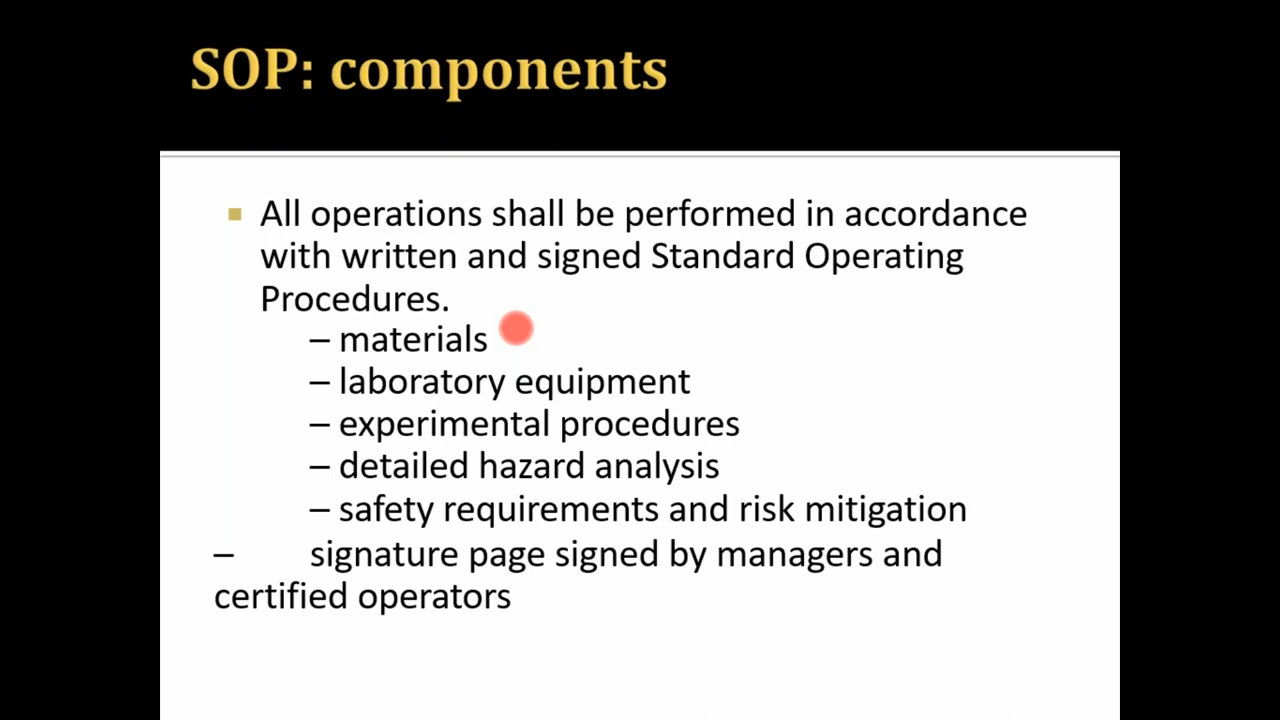 SOP: components
All operations shall be performed in accordance
with written and signed Standard Operating
Procedures.
– materials
– laboratory equipment
– experimental procedures
– detailed hazard analysis
– safety requirements and risk mitigation
– signature page signed by managers and
certified operators